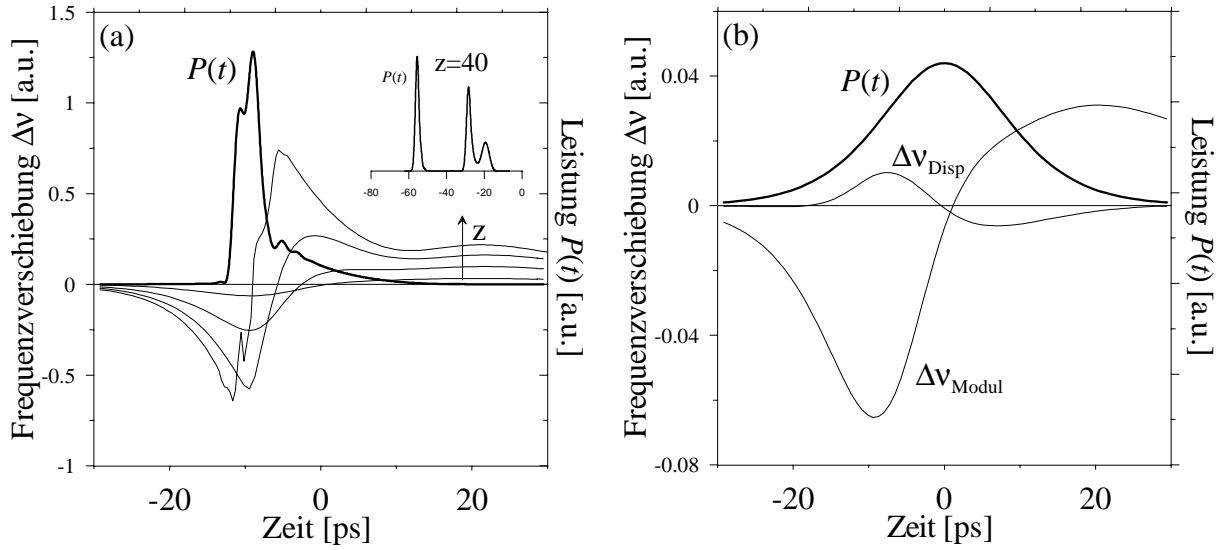 (a)
1.5
1
0.5
0
-0.5
-1
Frequenzverschiebung Δν [a.u.]
P(t)
P(t)
z=40
-80 -60 -40 -20 0
z
-20 0 20
Zeit [ps]
Leistung P(t) [a.u.]
(b)
0.04
0
-0.04
-0.08
Frequenzverschiebung Δν [a.u.]
P(t)
Δν_Disp
Δν_Modul
-20 0 20
Zeit [ps]
Leistung P(t) [a.u.]